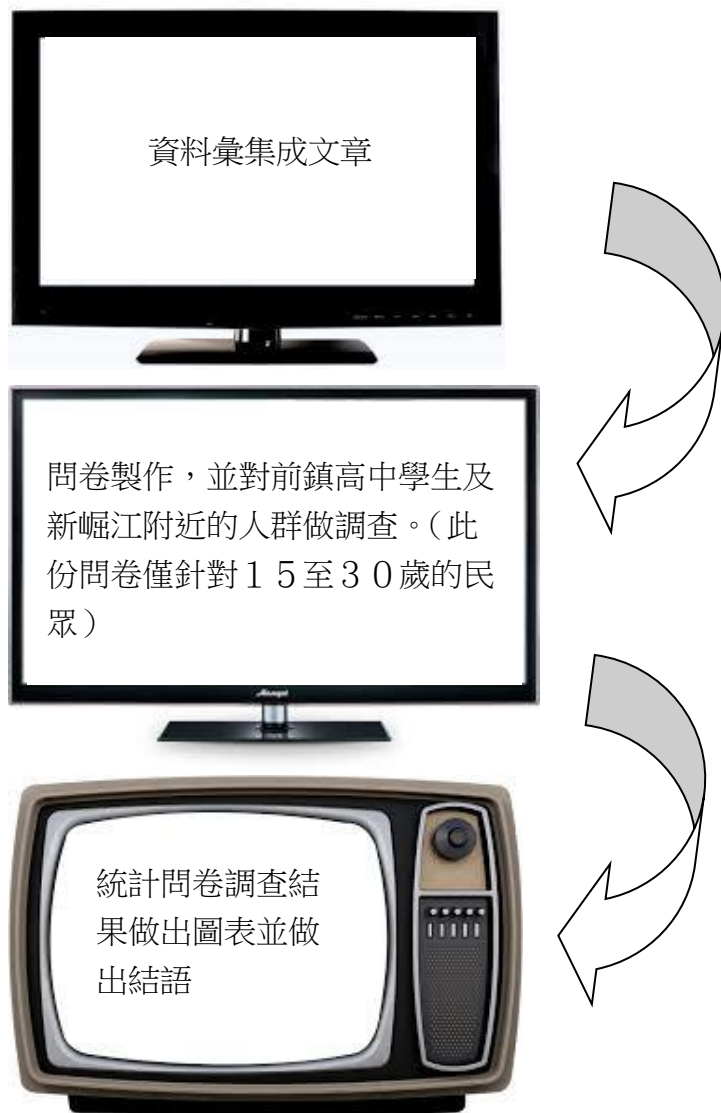 資料彙集成文章
問卷製作，並對前鎮高中學生及
新崛江附近的人群做調查。（此
份問卷僅針對１５至３０歲的民
眾）
統計問卷調查結
果做出圖表並做
出結語